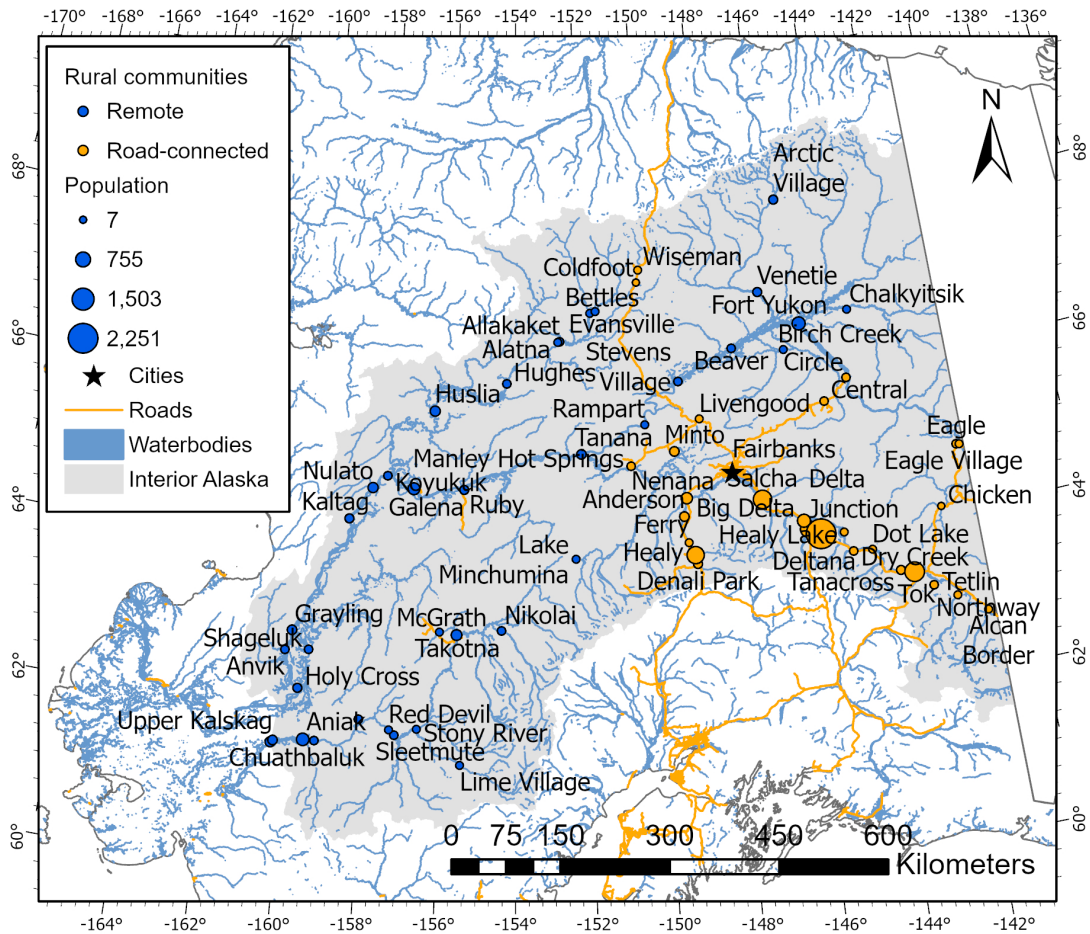 -170° -168° -166° -164° -162° -160° -158° -156° -154° -152° -150° -148° -146° -144° -142° -140° -138° -136°
Rural communities
Remote
Road-connected
Population
7
755
1,503
2,251
Cities
Roads
Waterbodies
Interior Alaska
N
68° 68°
66° 66°
64° 64°
62° 62°
60° 60°
Arctic
Village
Wiseman
Coldfoot
Venetie
Bettles
Fort Yukon
Chalkyitsik
Allakaket
Evansville
Birch Creek
Alatna
Stevens
Village
Beaver
Circle
Hughes
Huslia
Central
Rampart
Livengood
Tanana
Minto
Eagle
Manley Hot Springs
Fairbanks
Eagle Village
Nulato
Koyukuk
Nenana
Salcha
Delta
Junction
Kaltag
Galena
Ruby
Anderson
Big Delta
Chicken
Ferry
Healy Lake
Dot Lake
Lake
Minchumina
Healy
Deltana
Dry Creek
Denali Park
Tanacross
Tetlin
Tok
Northway
Grayling
McGrath
Nikolai
Alcan
Border
Shageluk
Takotna
Anvik
Holy Cross
Upper Kalskag
Aniak
Red Devil
Stony River
Chuathbaluk
Sleetmute
Lime Village
0 75 150 300 450 600
Kilometers
-164° -162° -160° -158° -156° -154° -152° -150° -148° -146° -144° -142°